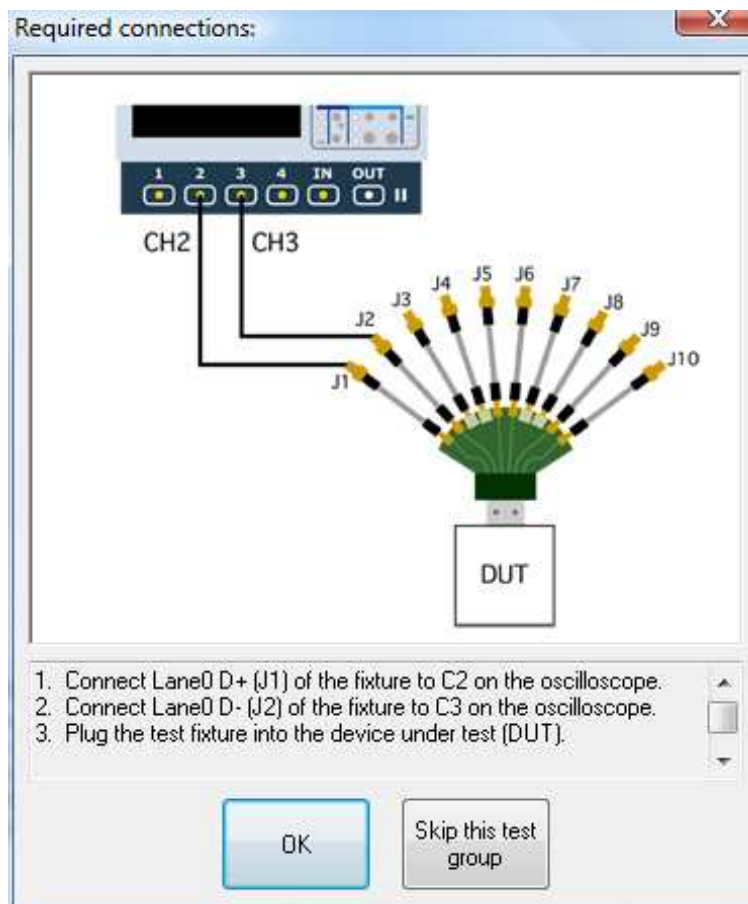 Required connections:
1 2 3 4 IN OUT
CH2 CH3
J1 J2 J3 J4 J5 J6 J7 J8 J9 J10
DUT
1. Connect Lane0 D+ (J1) of the fixture to C2 on the oscilloscope.
2. Connect Lane0 D- (J2) of the fixture to C3 on the oscilloscope.
3. Plug the test fixture into the device under test (DUT).
OK
Skip this test
group